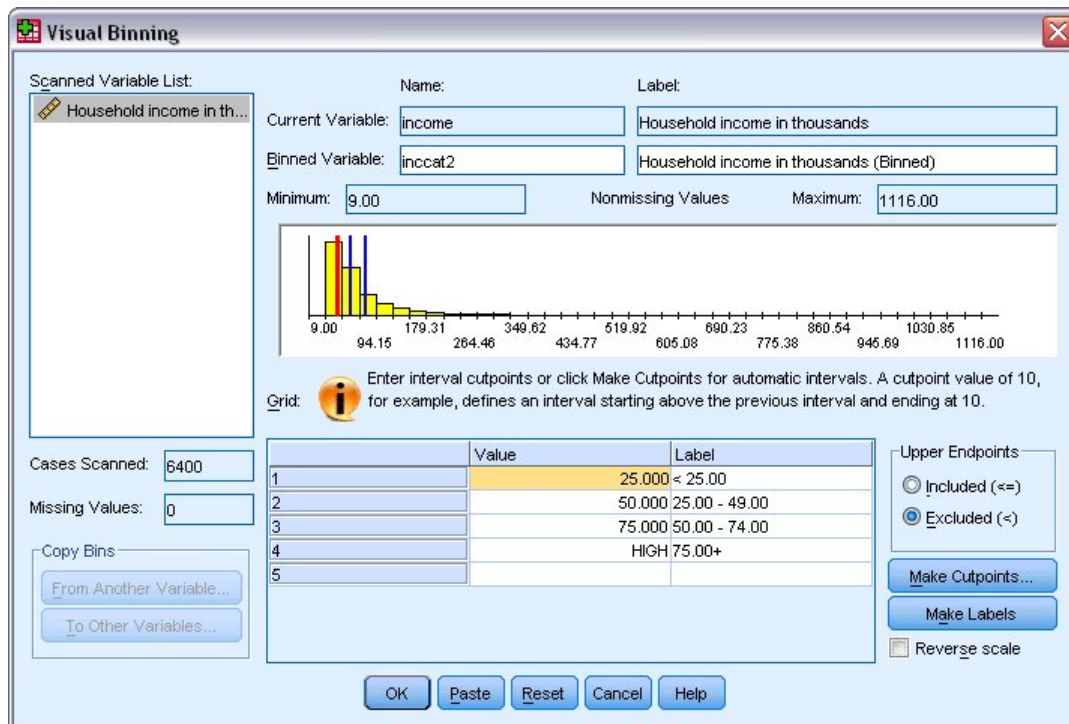 Visual Binning
Scanned Variable List:
Household income in th...
Name:
Label:
Current Variable:
income
Household income in thousands
Binned Variable:
inccat2
Household income in thousands (Binned)
Minimum:
9.00
Nonmissing Values
Maximum:
1116.00
9.00 179.31 349.62 519.92 690.23 860.54 1030.85
94.15 264.46 434.77 605.08 775.38 945.69 1116.00
Grid:
i
Enter interval cutpoints or click Make Cutpoints for automatic intervals. A cutpoint value of 10,
for example, defines an interval starting above the previous interval and ending at 10.
Value Label
1 25.000 < 25.00
2 50.000 25.00 - 49.00
3 75.000 50.00 - 74.00
4 HIGH 75.00+
5
Cases Scanned:
6400
Missing Values:
0
Copy Bins
From Another Variable...
To Other Variables...
Upper Endpoints
Included (<=)
Excluded (<)
Make Cutpoints...
Make Labels
Reverse scale
OK
Paste
Reset
Cancel
Help